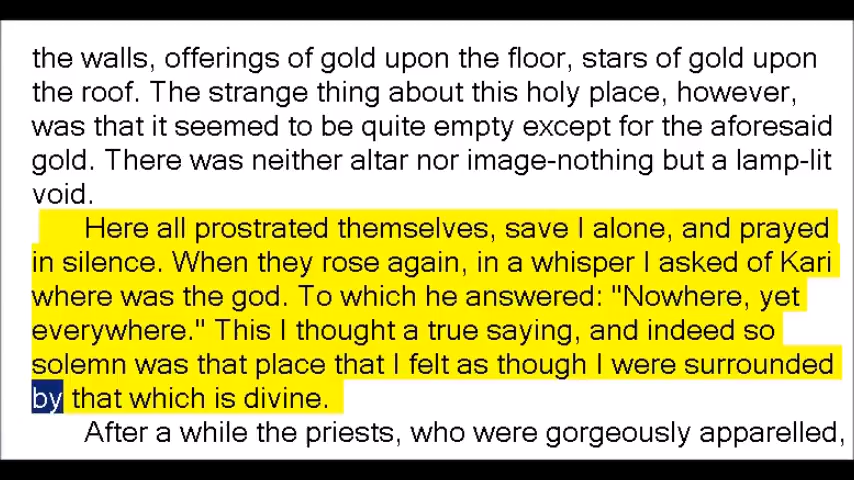 the walls, offerings of gold upon the floor, stars of gold upon
the roof. The strange thing about this holy place, however,
was that it seemed to be quite empty except for the aforesaid
gold. There was neither altar nor image-nothing but a lamp-lit
void.
Here all prostrated themselves, save I alone, and prayed
in silence. When they rose again, in a whisper I asked of Kari
where was the god. To which he answered: "Nowhere, yet
everywhere." This I thought a true saying, and indeed so
solemn was that place that I felt as though I were surrounded
by that which is divine.
After a while the priests, who were gorgeously apparelled,